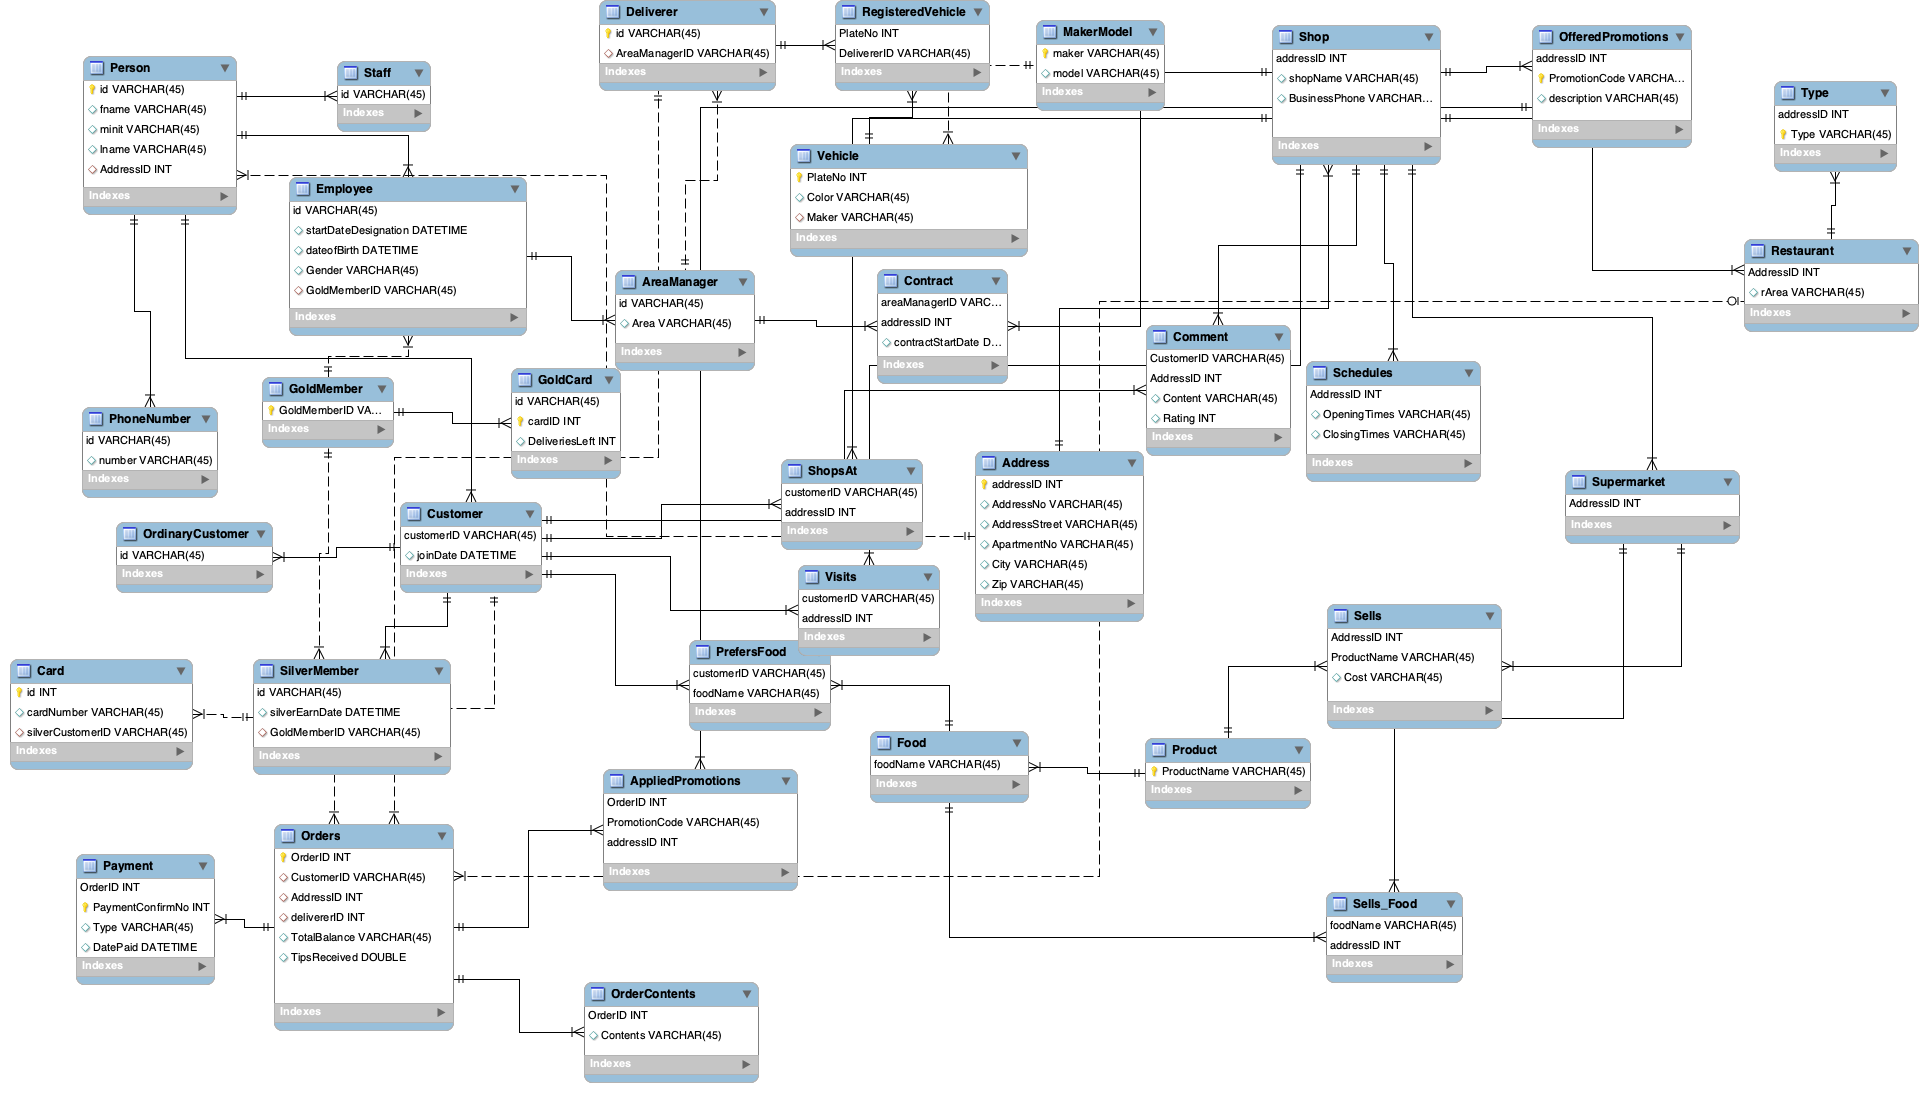 Deliverer
id VARCHAR(45)
AreaManagerID VARCHAR(45)
Indexes
RegisteredVehicle
PlateNo INT
DelivererID VARCHAR(45)
Indexes
MakerModel
maker VARCHAR(45)
model VARCHAR(45)
Indexes
Shop
addressID INT
shopName VARCHAR(45)
BusinessPhone VARCHAR...
Indexes
OfferedPromotions
addressID INT
PromotionCode VARCHA...
description VARCHAR(45)
Indexes
Type
addressID INT
Type VARCHAR(45)
Indexes
Person
id VARCHAR(45)
fname VARCHAR(45)
minit VARCHAR(45)
lname VARCHAR(45)
AddressID INT
Indexes
Staff
id VARCHAR(45)
Indexes
Employee
id VARCHAR(45)
startDateDesignation DATETIME
dateofBirth DATETIME
Gender VARCHAR(45)
GoldMemberID VARCHAR(45)
Indexes
Vehicle
PlateNo INT
Color VARCHAR(45)
Maker VARCHAR(45)
Indexes
Restaurant
AddressID INT
rArea VARCHAR(45)
Indexes
AreaManager
id VARCHAR(45)
Area VARCHAR(45)
Indexes
Contract
areaManagerID VARC...
addressID INT
contractStartDate D...
Indexes
Comment
CustomerID VARCHAR(45)
AddressID INT
Content VARCHAR(45)
Rating INT
Indexes
Schedules
AddressID INT
OpeningTimes VARCHAR(45)
ClosingTimes VARCHAR(45)
Indexes
GoldMember
GoldMemberID VA...
Indexes
GoldCard
id VARCHAR(45)
cardID INT
DeliveriesLeft INT
Indexes
PhoneNumber
id VARCHAR(45)
number VARCHAR(45)
Indexes
ShopsAt
customerID VARCHAR(45)
addressID INT
Indexes
Address
addressID INT
AddressNo VARCHAR(45)
AddressStreet VARCHAR(45)
ApartmentNo VARCHAR(45)
City VARCHAR(45)
Zip VARCHAR(45)
Indexes
Supermarket
AddressID INT
Indexes
OrdinaryCustomer
id VARCHAR(45)
Indexes
Customer
customerID VARCHAR(45)
joinDate DATETIME
Indexes
Visits
customerID VARCHAR(45)
addressID INT
Indexes
Sells
AddressID INT
ProductName VARCHAR(45)
Cost VARCHAR(45)
Indexes
PrefersFood
customerID VARCHAR(45)
foodName VARCHAR(45)
Indexes
Card
id INT
cardNumber VARCHAR(45)
silverCustomerID VARCHAR(45)
Indexes
SilverMember
id VARCHAR(45)
silverEarnDate DATETIME
GoldMemberID VARCHAR(45)
Indexes
Food
foodName VARCHAR(45)
Indexes
Product
ProductName VARCHAR(45)
Indexes
AppliedPromotions
OrderID INT
PromotionCode VARCHAR(45)
addressID INT
Indexes
Orders
OrderID INT
CustomerID VARCHAR(45)
AddressID INT
delivererID INT
TotalBalance VARCHAR(45)
TipsReceived DOUBLE
Indexes
Payment
OrderID INT
PaymentConfirmNo INT
Type VARCHAR(45)
DatePaid DATETIME
Indexes
Sells_Food
foodName VARCHAR(45)
addressID INT
Indexes
OrderContents
OrderID INT
Contents VARCHAR(45)
Indexes